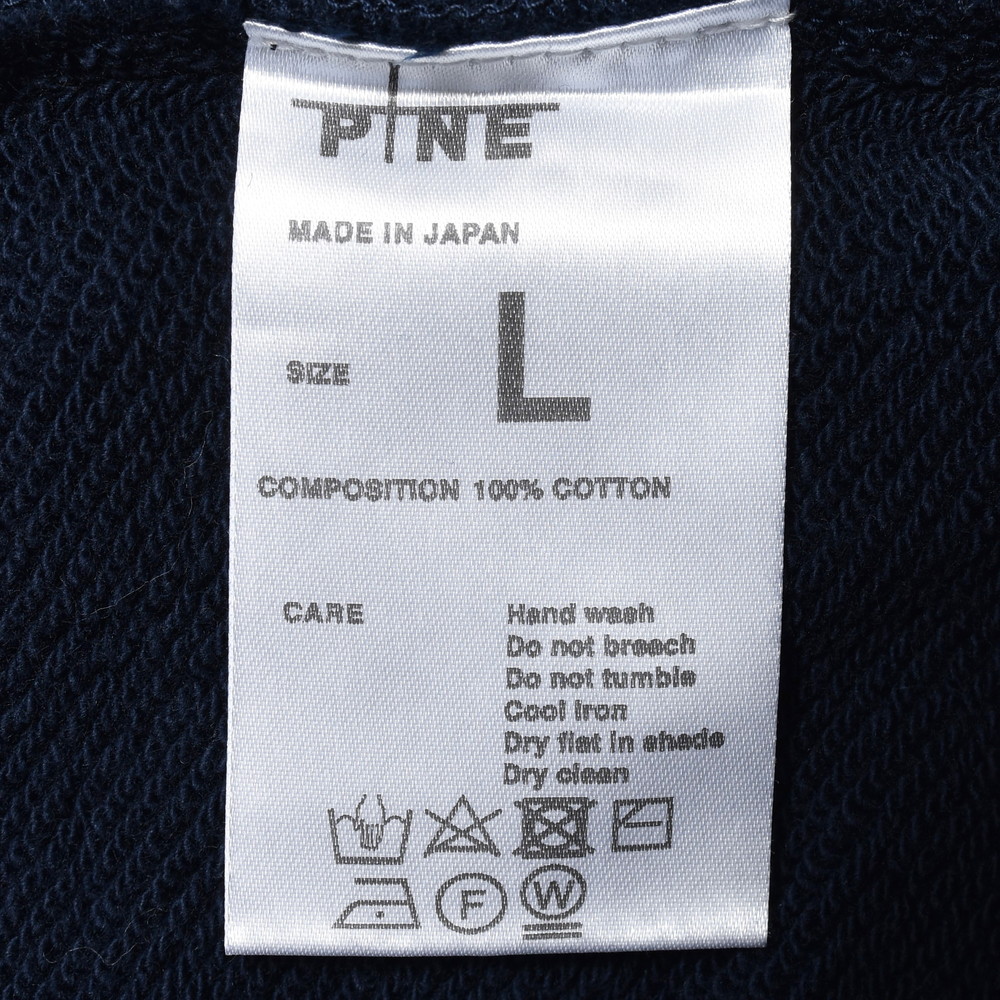 PINE
MADE IN JAPAN
SIZE L
COMPOSITION 100% COTTON
CARE Hand wash
Do not breach
Do not tumble
Cool iron
Dry flat in shade
Dry clean
F W